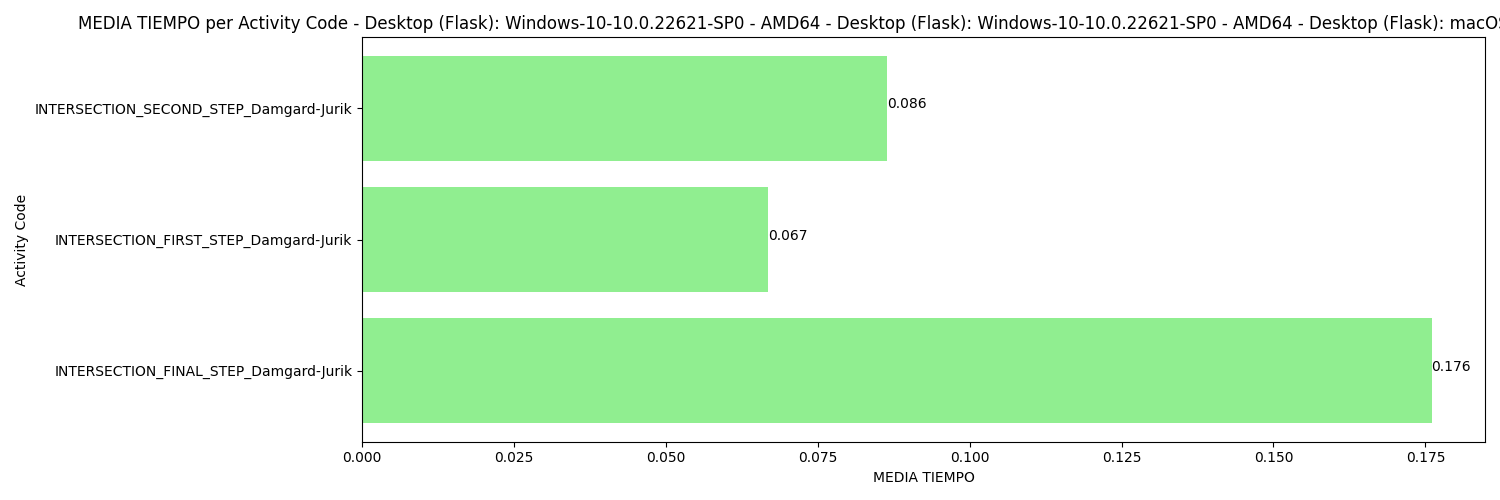 MEDIA TIEMPO per Activity Code - Desktop (Flask): Windows-10-10.0.22621-SP0 - AMD64 - Desktop (Flask): Windows-10-10.0.22621-SP0 - AMD64 - Desktop (Flask): macOS
INTERSECTION_SECOND_STEP_Damgard-Jurik
0.086
INTERSECTION_FIRST_STEP_Damgard-Jurik
0.067
INTERSECTION_FINAL_STEP_Damgard-Jurik
0.176
Activity Code
0.000 0.025 0.050 0.075 0.100 0.125 0.150 0.175
MEDIA TIEMPO